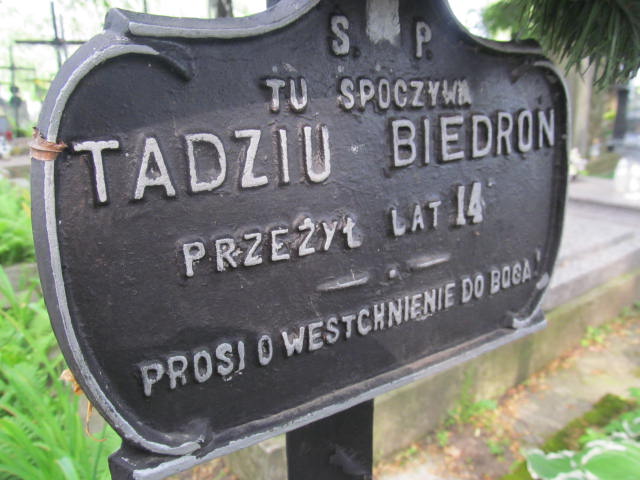 S. P.
TU SPOCZYWA
TADZIU BIEDROŃ
PRZEŻYŁ LAT 14
PROSI O WESTCHNIENIE DO BOGA!